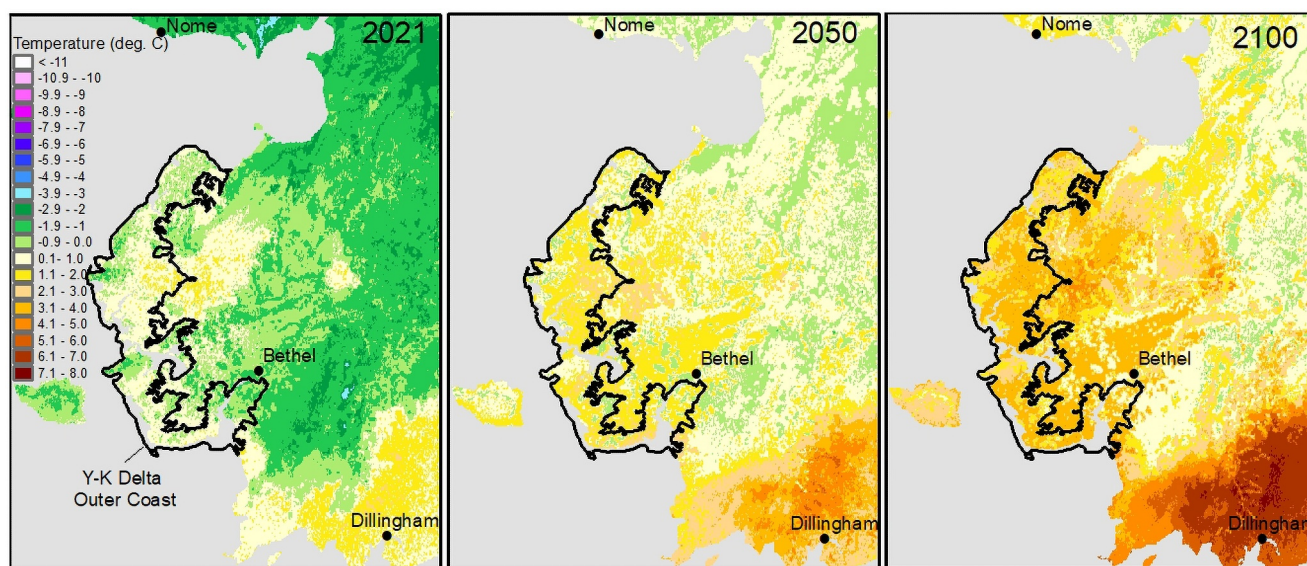 Nome
2021
Temperature (deg. C)
< -11
-10.9 - -10
-9.9 - -9
-8.9 - -8
-7.9 - -7
-6.9 - -6
-5.9 - -5
-4.9 - -4
-3.9 - -3
-2.9 - -2
-1.9 - -1
-0.9 - 0.0
0.1 - 1.0
1.1 - 2.0
2.1 - 3.0
3.1 - 4.0
4.1 - 5.0
5.1 - 6.0
6.1 - 7.0
7.1 - 8.0
Bethel
Y-K Delta
Outer Coast
Dillingham
Nome
2050
Bethel
Dillingham
Nome
2100
Bethel
Dillingham